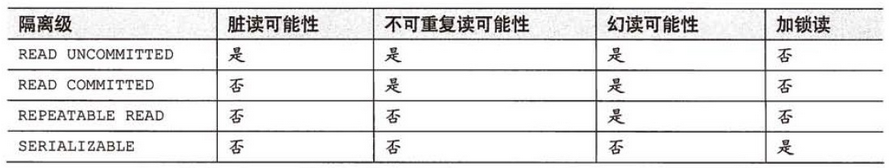 隔离级 脏读可能性 不可重复读可能性 幻读可能性 加锁读
READ UNCOMMITTED 是 是 是 否
READ COMMITTED 否 是 是 否
REPEATABLE READ 否 否 是 否
SERIALIZABLE 否 否 否 是